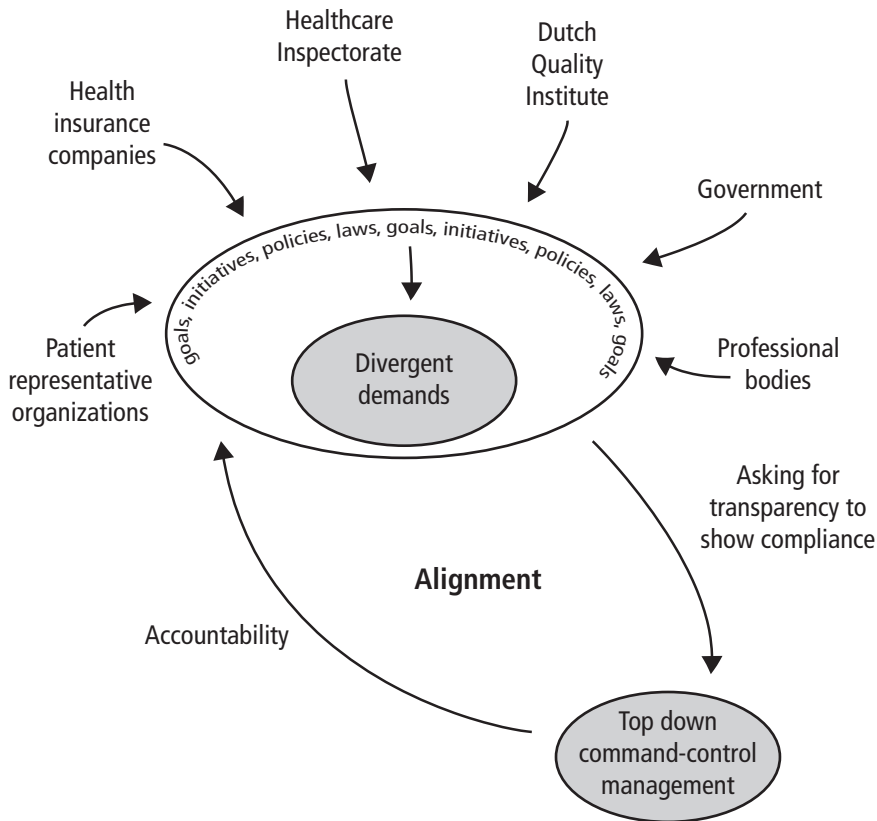 Healthcare
Inspectorate
Dutch
Quality
Institute
Health
insurance
companies
Government
goals, initiatives, policies, laws, goals, initiatives, policies, laws, goals
Patient
representative
organizations
Divergent
demands
Professional
bodies
Asking for
transparency to
show compliance
Alignment
Accountability
Top down
command-control
management